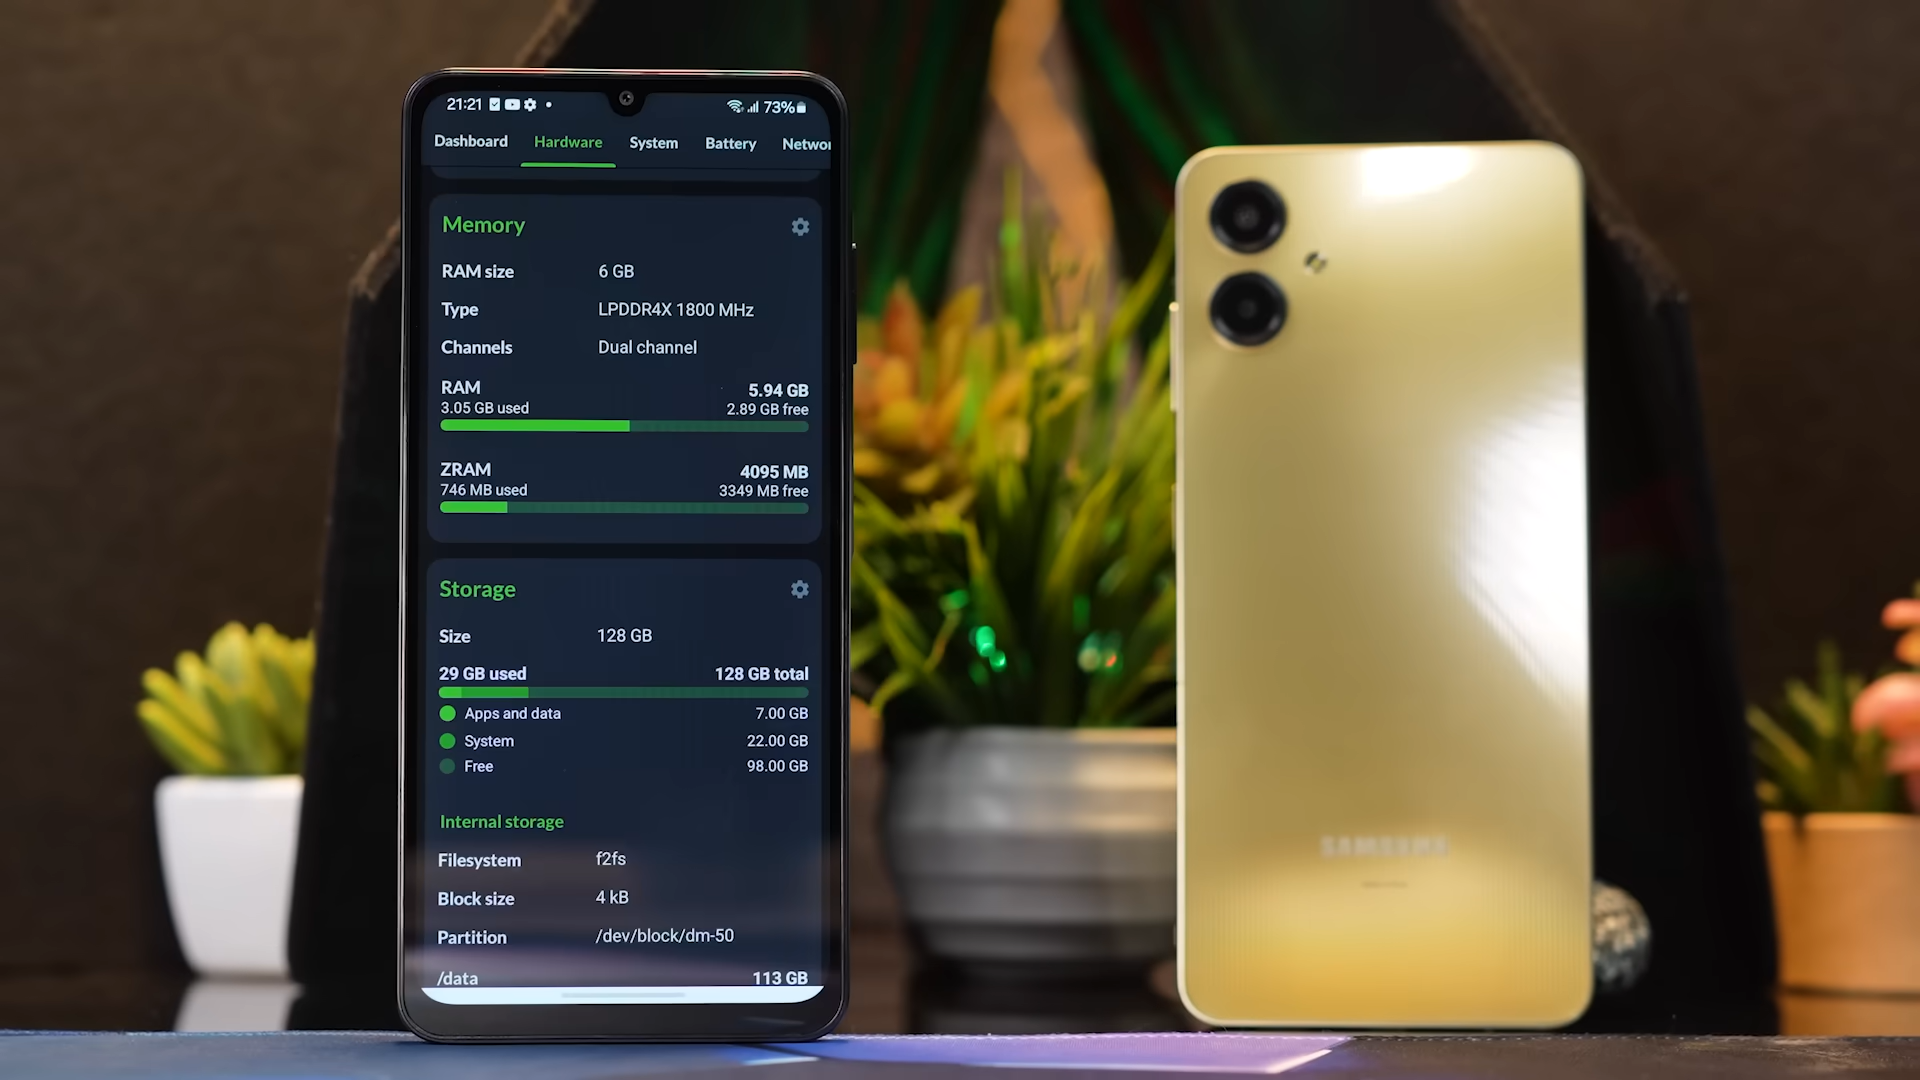 21:21 73%
Dashboard Hardware System Battery Networ
Memory
RAM size 6 GB
Type LPDDR4X 1800 MHz
Channels Dual channel
RAM 5.94 GB
3.05 GB used 2.89 GB free
ZRAM 4095 MB
746 MB used 3349 MB free
Storage
Size 128 GB
29 GB used 128 GB total
Apps and data 7.00 GB
System 22.00 GB
Free 98.00 GB
Internal storage
Filesystem f2fs
Block size 4 kB
Partition /dev/block/dm-50
/data 113 GB
SAMSUNG